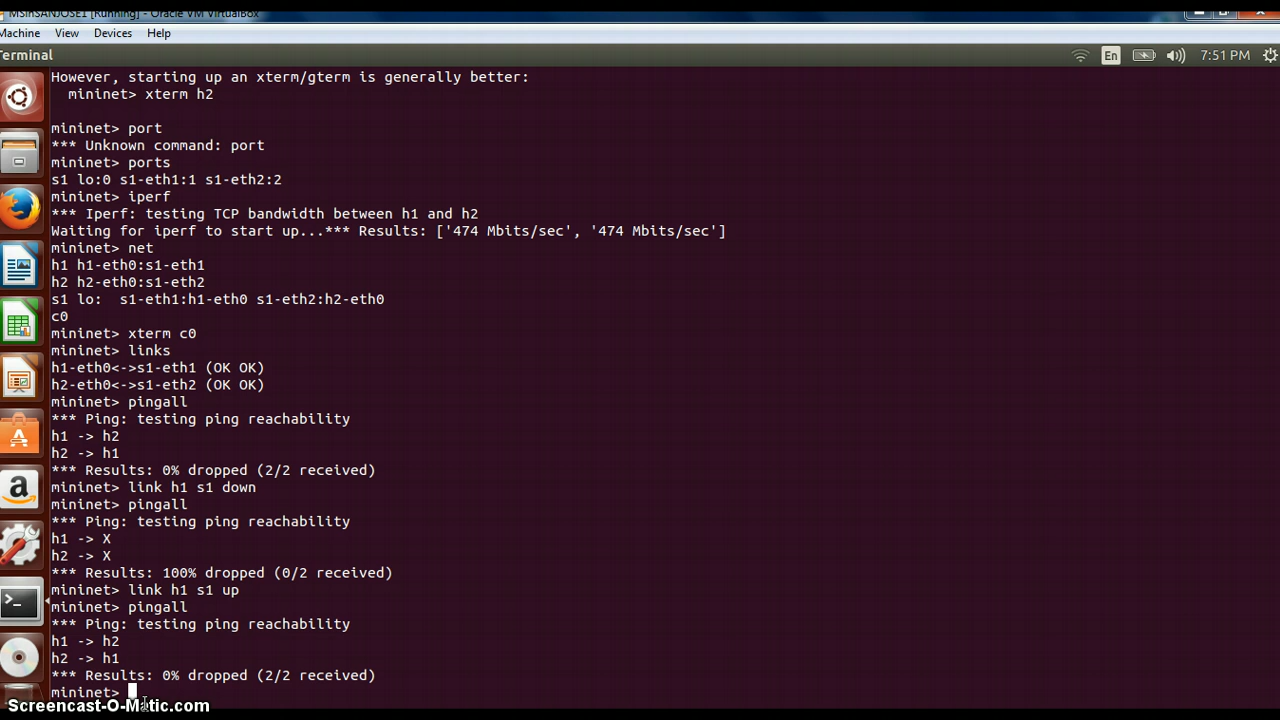 MSinSANJOSE1 [Running] - Oracle VM VirtualBox
Machine View Devices Help
Terminal
En
7:51 PM
However, starting up an xterm/gterm is generally better:
mininet> xterm h2
mininet> port
*** Unknown command: port
mininet> ports
s1 lo:0 s1-eth1:1 s1-eth2:2
mininet> iperf
*** Iperf: testing TCP bandwidth between h1 and h2
Waiting for iperf to start up...*** Results: ['474 Mbits/sec', '474 Mbits/sec']
mininet> net
h1 h1-eth0:s1-eth1
h2 h2-eth0:s1-eth2
s1 lo:  s1-eth1:h1-eth0 s1-eth2:h2-eth0
c0
mininet> xterm c0
mininet> links
h1-eth0<->s1-eth1 (OK OK)
h2-eth0<->s1-eth2 (OK OK)
mininet> pingall
*** Ping: testing ping reachability
h1 -> h2
h2 -> h1
*** Results: 0% dropped (2/2 received)
mininet> link h1 s1 down
mininet> pingall
*** Ping: testing ping reachability
h1 -> X
h2 -> X
*** Results: 100% dropped (0/2 received)
mininet> link h1 s1 up
mininet> pingall
*** Ping: testing ping reachability
h1 -> h2
h2 -> h1
*** Results: 0% dropped (2/2 received)
mininet>
Screencast-O-Matic.com